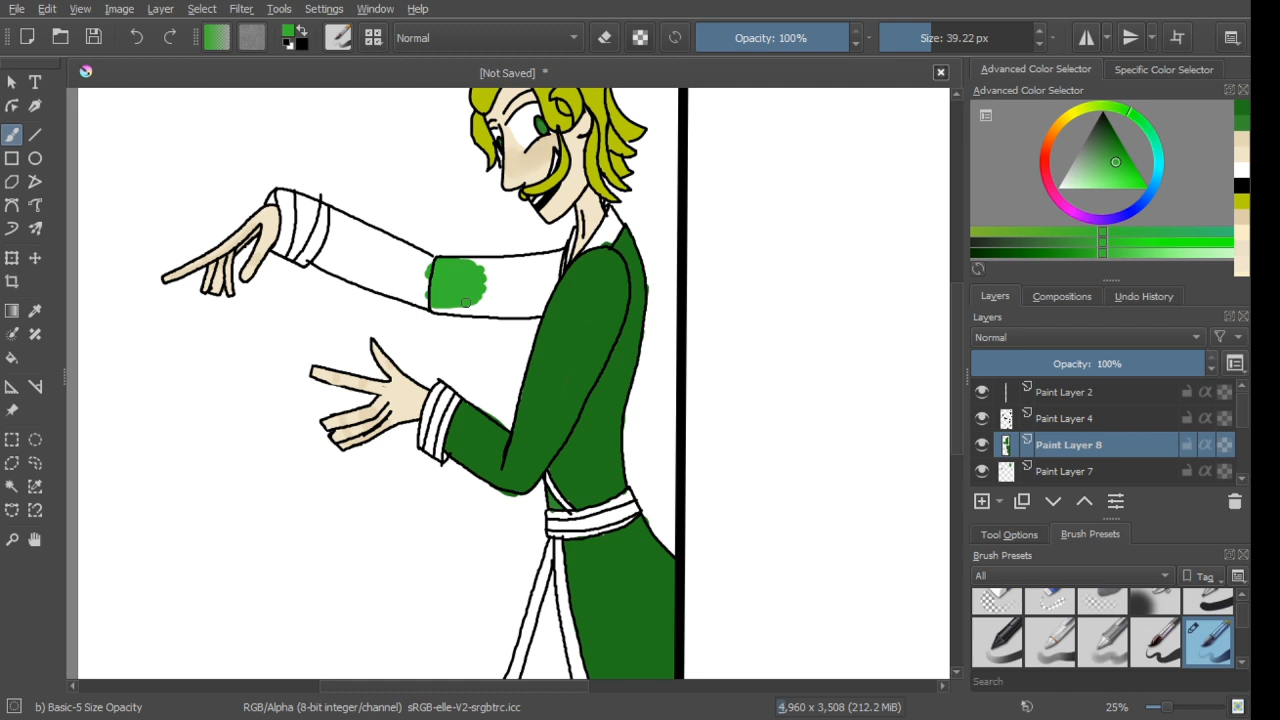 File Edit View Image Layer Select Filter Tools Settings Window Help
Normal Opacity: 100% Size: 39.22 px
[Not Saved] *
Advanced Color Selector Specific Color Selector
Advanced Color Selector
Layers Compositions Undo History
Layers
Normal
Opacity: 100%
Paint Layer 2
Paint Layer 4
Paint Layer 8
Paint Layer 7
Tool Options Brush Presets
Brush Presets
All Tag
Search
b) Basic-5 Size Opacity RGB/Alpha (8-bit integer/channel) sRGB-elle-V2-srgbtrc.icc 4,960 x 3,508 (212.2 MiB) 25%